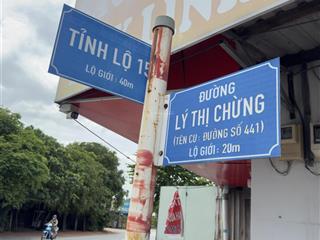 TỈNH LỘ 15
LỘ GIỚI: 40m
ĐƯỜNG
LÝ THỊ CHỪNG
(TÊN CŨ: ĐƯỜNG SỐ 441)
LỘ GIỚI: 20m